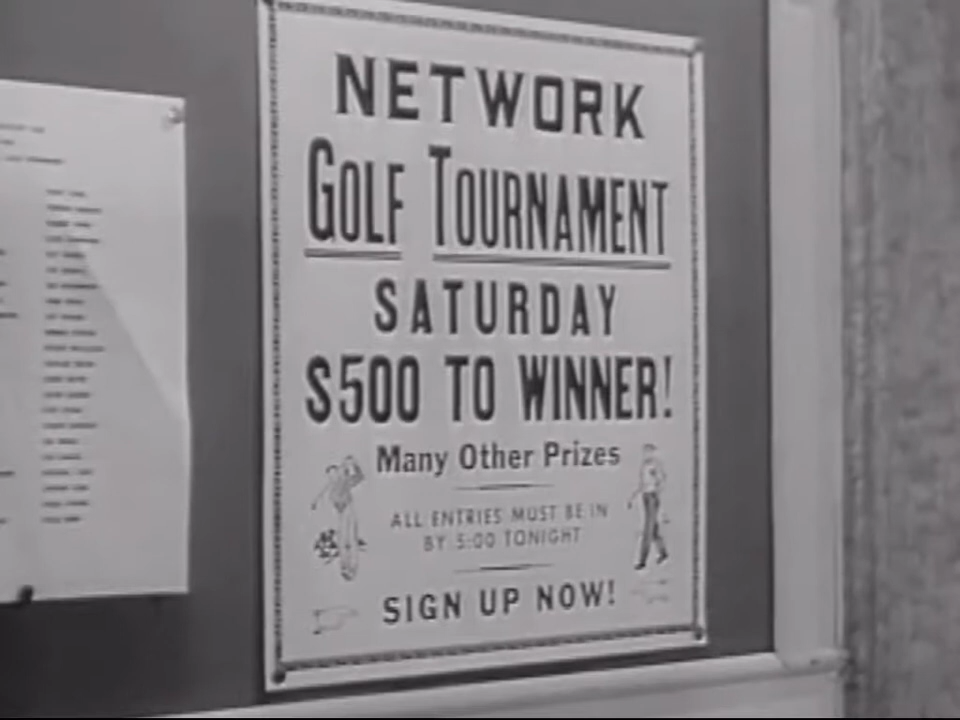 NETWORK
GOLF TOURNAMENT
SATURDAY
$500 TO WINNER!
Many Other Prizes
ALL ENTRIES MUST BE IN
BY 5:00 TONIGHT
SIGN UP NOW!